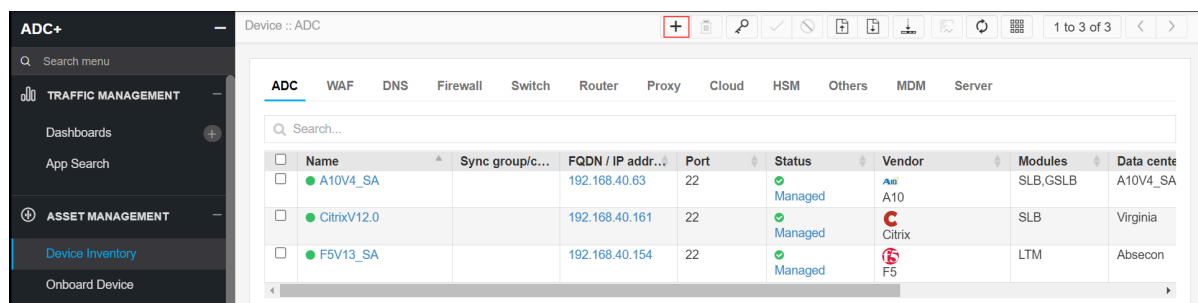 ADC+
Device :: ADC
1 to 3 of 3
Search menu
TRAFFIC MANAGEMENT
Dashboards
App Search
ASSET MANAGEMENT
Device Inventory
Onboard Device
ADC WAF DNS Firewall Switch Router Proxy Cloud HSM Others MDM Server
Search...
Name Sync group/c... FQDN / IP addr... Port Status Vendor Modules Data cente
A10V4_SA 192.168.40.63 22 Managed A10 SLB,GSLB A10V4_SA
CitrixV12.0 192.168.40.161 22 Managed Citrix SLB Virginia
F5V13_SA 192.168.40.154 22 Managed F5 LTM Absecon